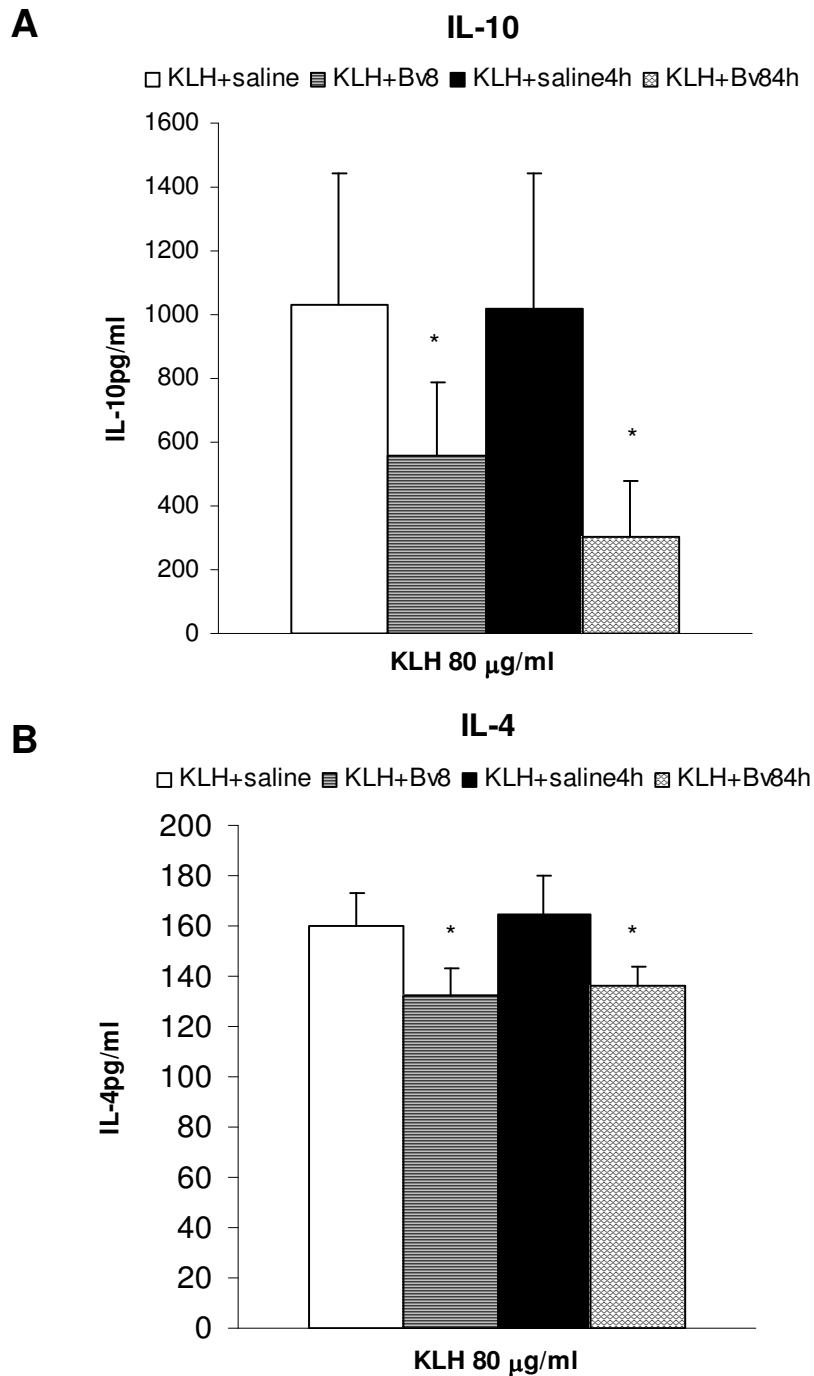 A
IL-10
KLH+saline KLH+Bv8 KLH+saline4h KLH+Bv84h
1600
1400
1200
1000
800
600
400
200
0
IL-10pg/ml
*
*
KLH 80 μg/ml
B
IL-4
KLH+saline KLH+Bv8 KLH+saline4h KLH+Bv84h
200
180
160
140
120
100
80
60
40
20
0
IL-4pg/ml
*
*
KLH 80 μg/ml